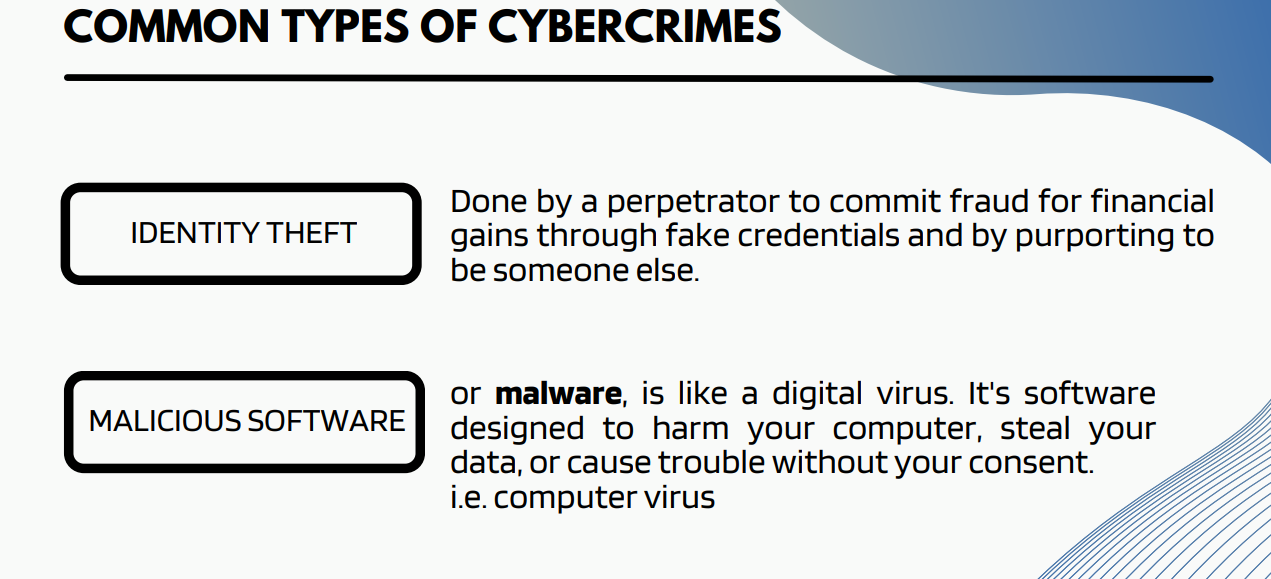 COMMON TYPES OF CYBERCRIMES
IDENTITY THEFT
Done by a perpetrator to commit fraud for financial
gains through fake credentials and by purporting to
be someone else.
MALICIOUS SOFTWARE
or malware, is like a digital virus. It's software
designed to harm your computer, steal your
data, or cause trouble without your consent.
i.e. computer virus